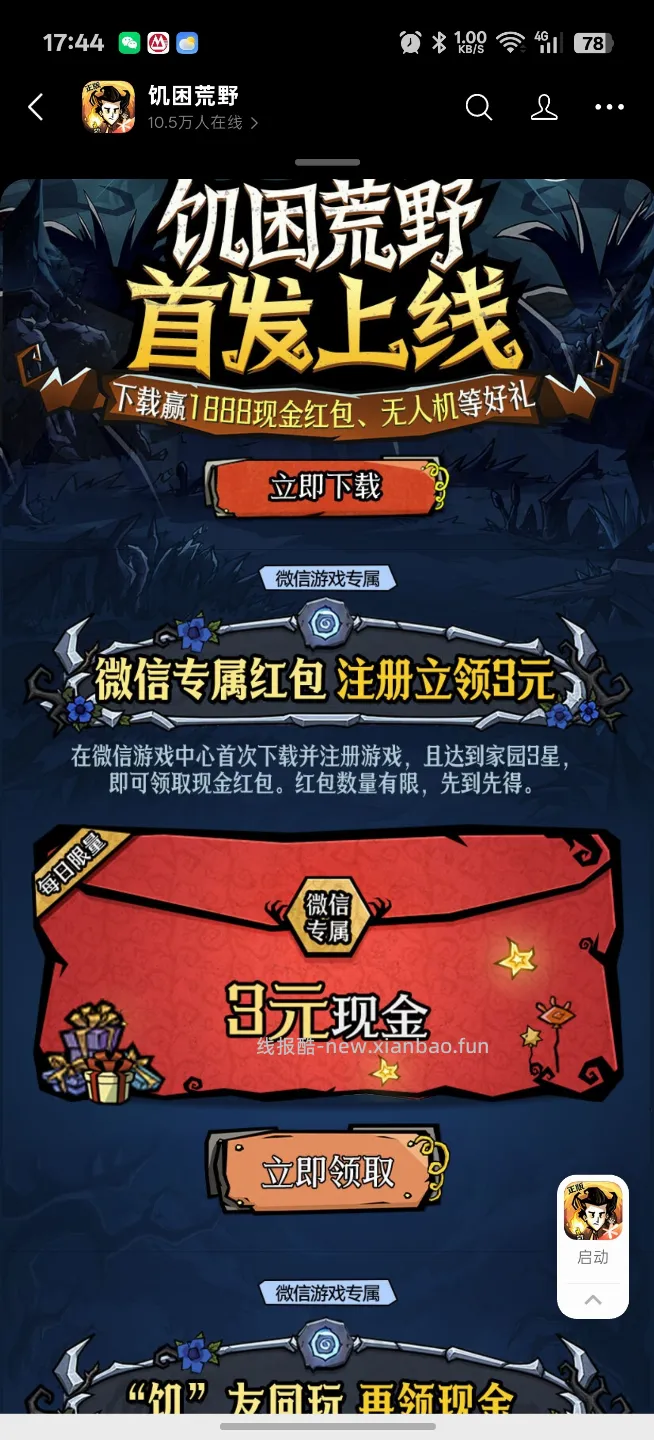 17:44
1.00
KB/S
4G
78
正版
饥困荒野
10.5万人在线 >
饥困荒野
首发上线
下载赢1888现金红包、无人机等好礼
立即下载
微信游戏专属
微信专属红包 注册立领3元
在微信游戏中心首次下载并注册游戏，且达到家园3星，
即可领取现金红包。红包数量有限，先到先得。
每日限量
微信
专属
3元现金
线报酷-new.xianbao.fun
立即领取
正版
启动
微信游戏专属
“饥”友同玩 再领现金